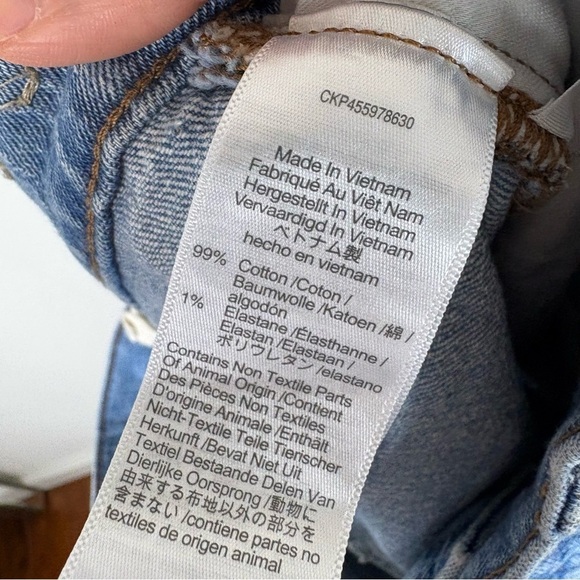 CKP455978630
Made In Vietnam
Fabriqué Au Viêt Nam
Hergestellt In Vietnam
Vervaardigd In Vietnam
ベトナム製
hecho en vietnam
99% Cotton /Coton /
Baumwolle /Katoen /綿 /
algodón
1% Elastane /Élasthanne /
Elastan /Elastaan /
ポリウレタン /elastano
Contains Non Textile Parts
Of Animal Origin /Contient
Des Pièces Non Textiles
D'origine Animale /Enthält
Nicht-Textile Teile Tierischer
Herkunft /Bevat Niet Uit
Textiel Bestaande Delen Van
Dierlijke Oorsprong /動物に
由来する布地以外の部分を
含まない /contiene partes no
textiles de origen animal